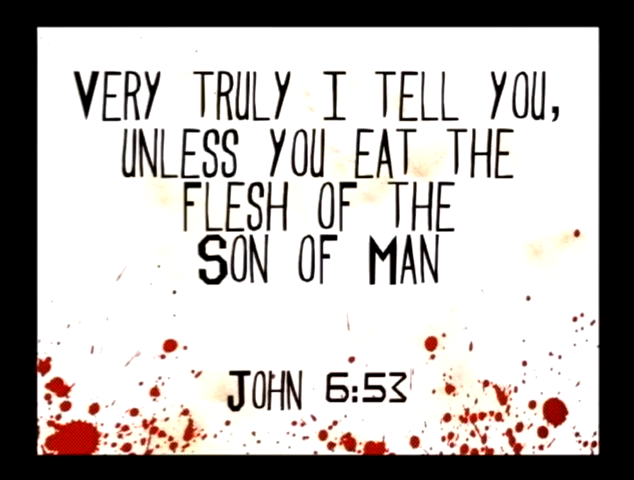 VERY TRULY I TELL YOU,
UNLESS YOU EAT THE
FLESH OF THE
SON OF MAN
JOHN 6:53